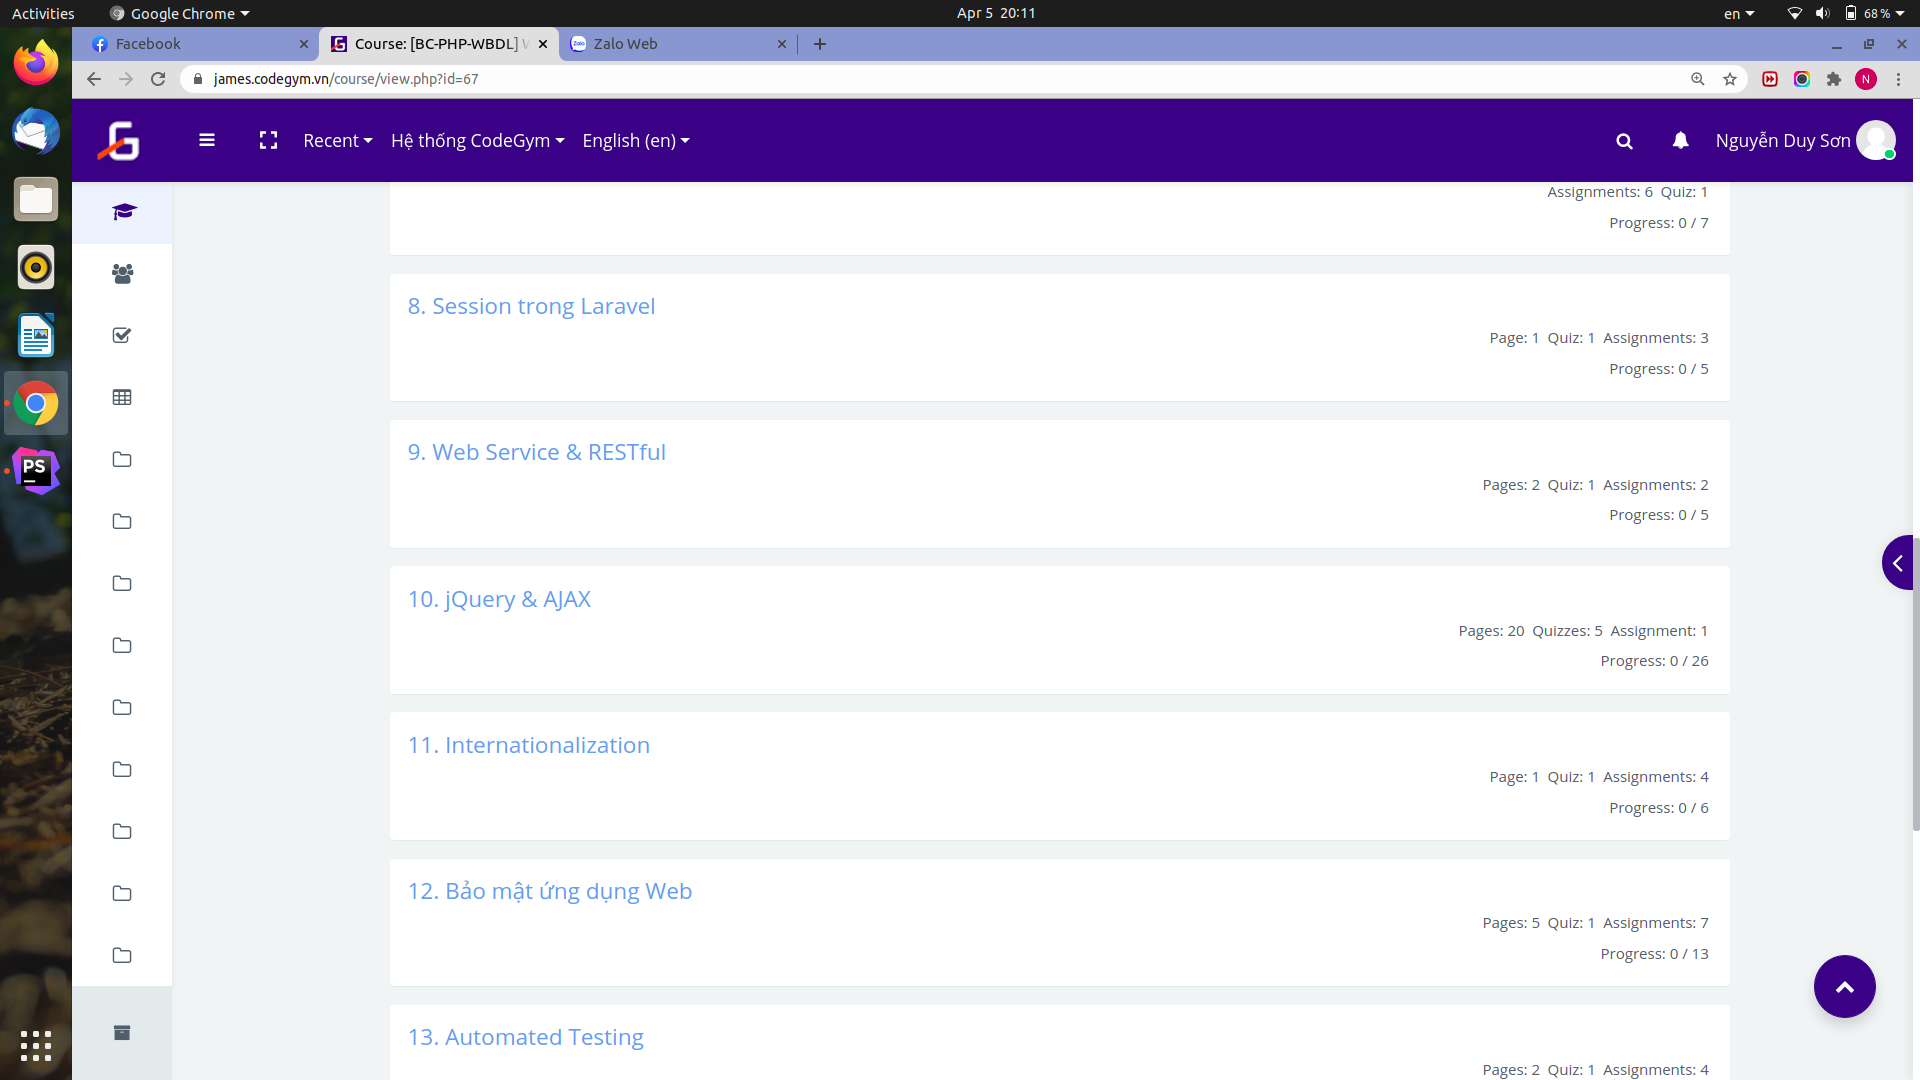 Activities Google Chrome Apr 5 20:11 en 68 %
Facebook Course: [BC-PHP-WBDL] Zalo Web
james.codegym.vn/course/view.php?id=67 N
Recent Hệ thống CodeGym English (en) Nguyễn Duy Sơn
Assignments: 6 Quiz: 1
Progress: 0 / 7
8. Session trong Laravel
Page: 1 Quiz: 1 Assignments: 3
Progress: 0 / 5
9. Web Service & RESTful
Pages: 2 Quiz: 1 Assignments: 2
Progress: 0 / 5
10. jQuery & AJAX
Pages: 20 Quizzes: 5 Assignment: 1
Progress: 0 / 26
11. Internationalization
Page: 1 Quiz: 1 Assignments: 4
Progress: 0 / 6
12. Bảo mật ứng dụng Web
Pages: 5 Quiz: 1 Assignments: 7
Progress: 0 / 13
13. Automated Testing
Pages: 2 Quiz: 1 Assignments: 4
PS